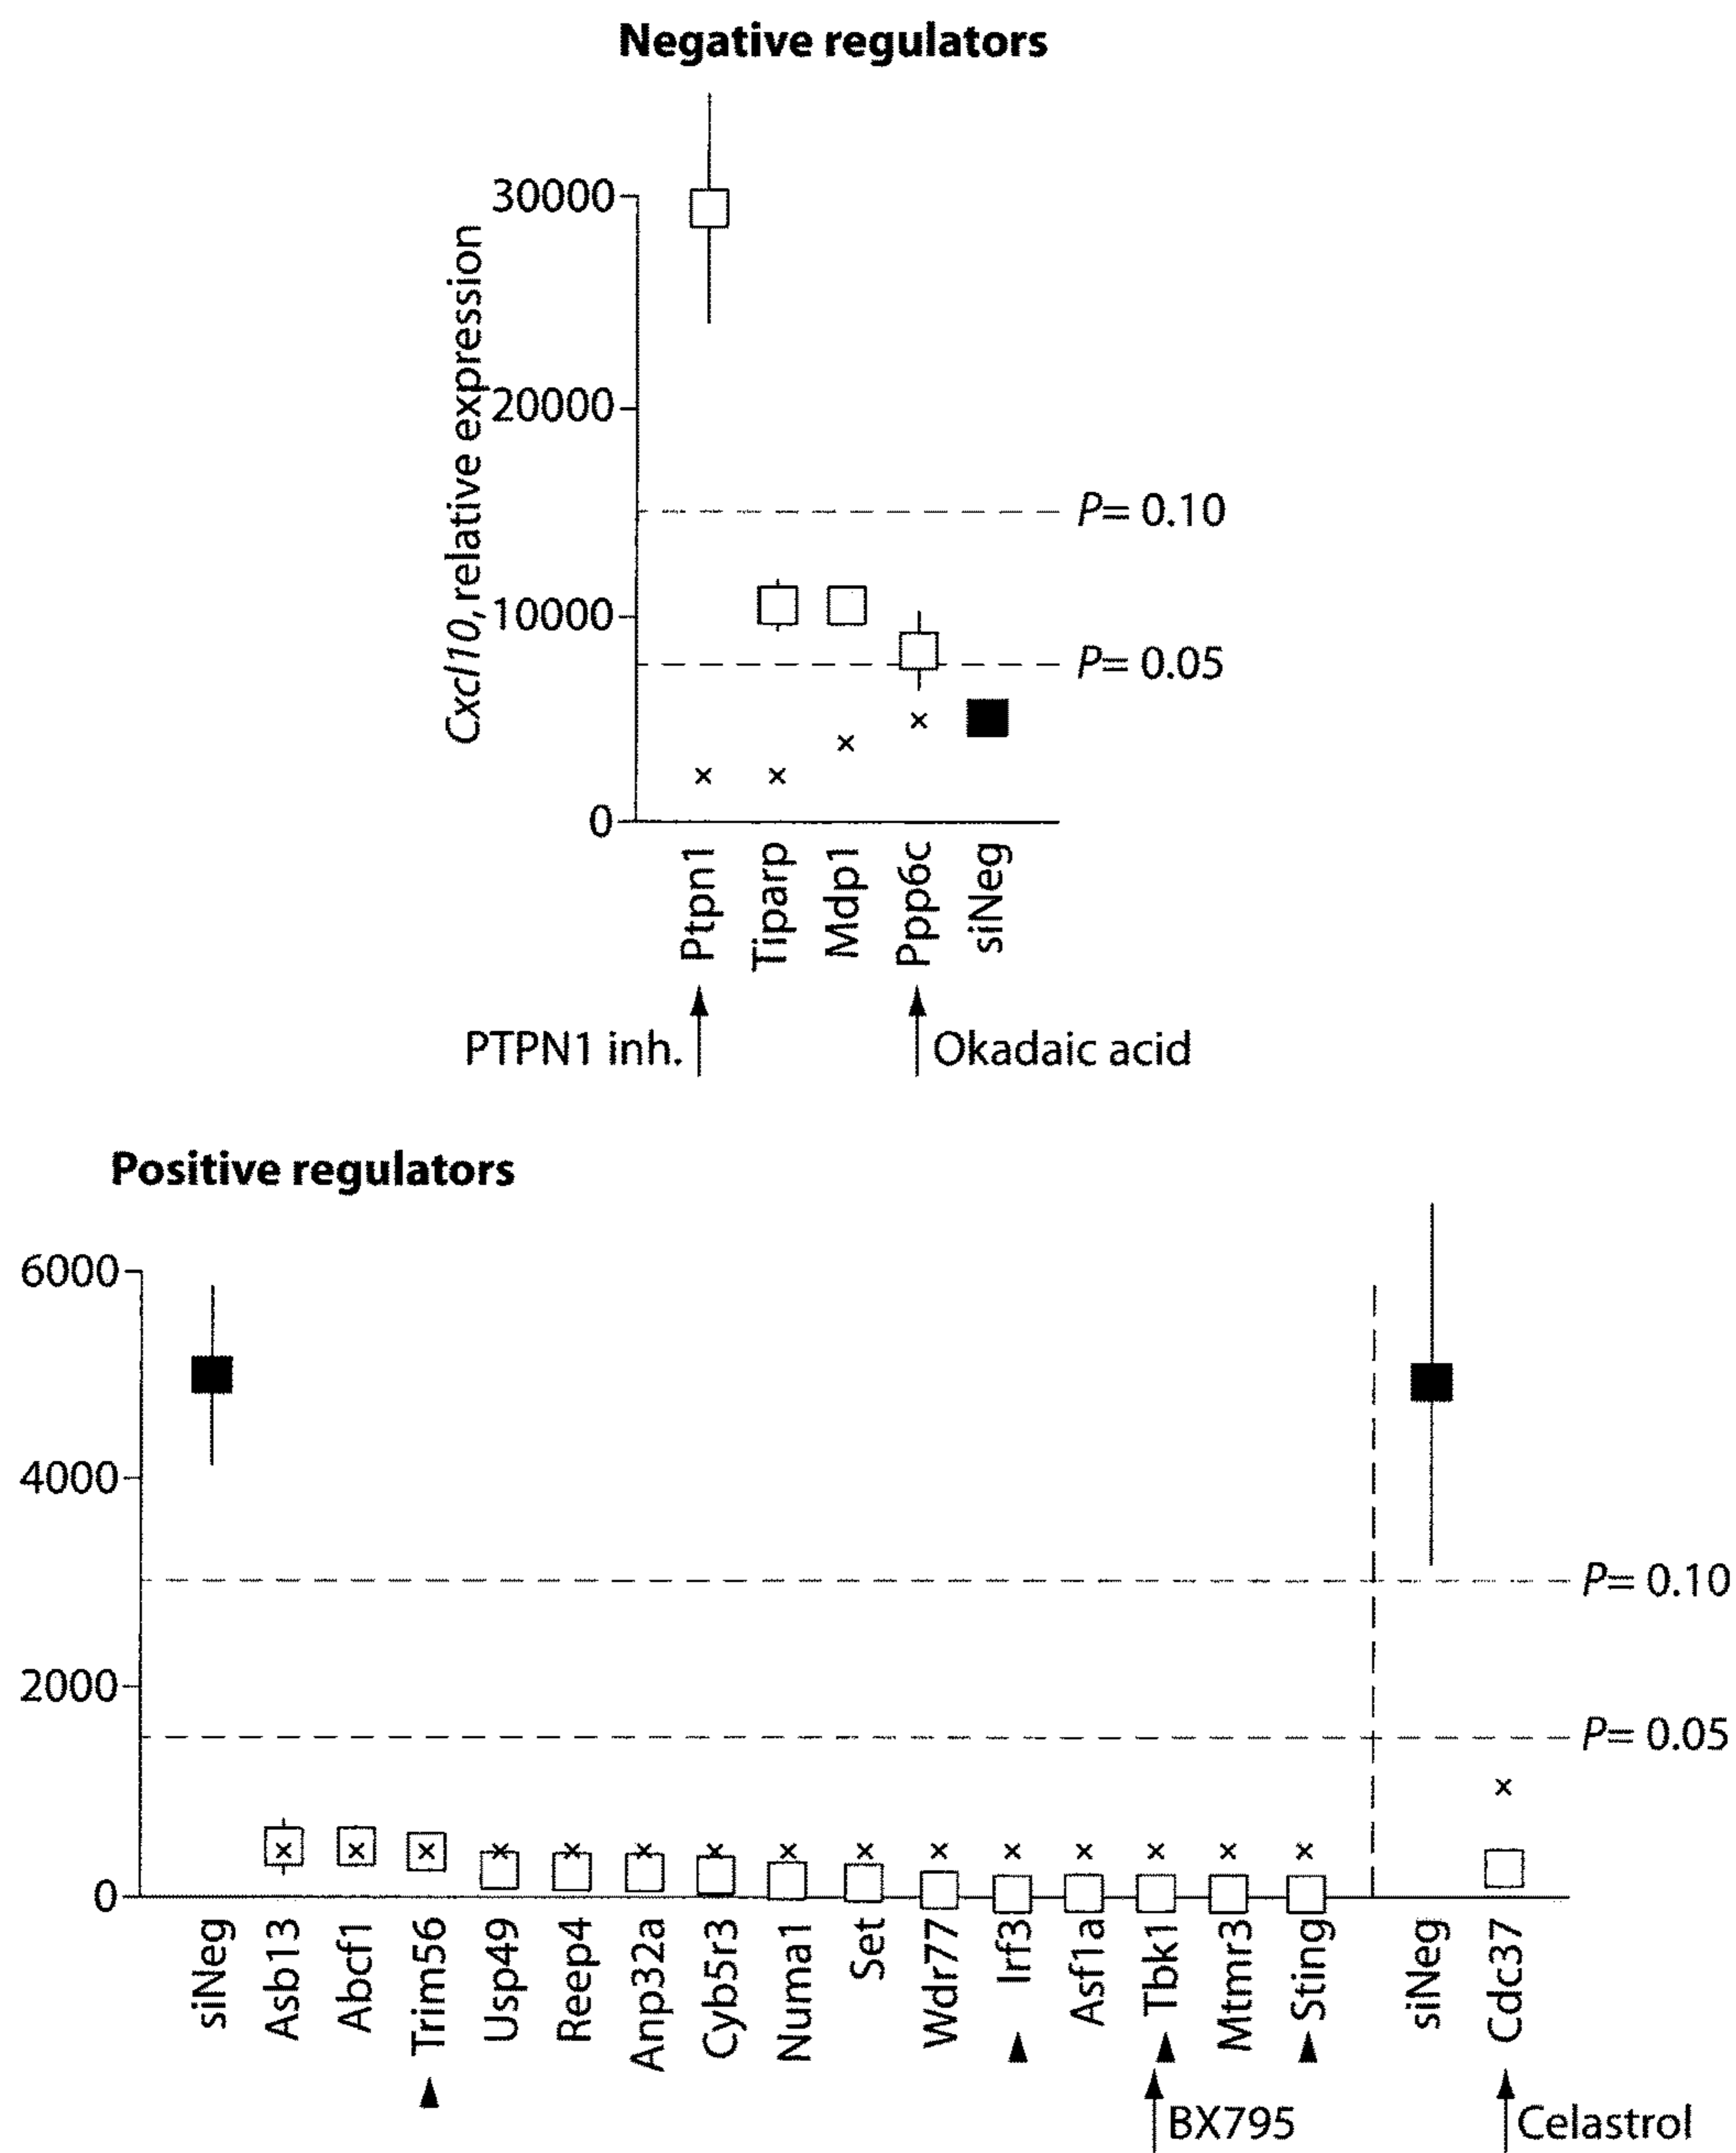 Negative regulators
Cxcl10, relative expression
30000
20000
10000
0
P= 0.10
P= 0.05
× × × ×
Ptpn1 Tiparp Mdp1 Ppp6c siNeg
PTPN1 inh. Okadaic acid
Positive regulators
6000
4000
2000
0
P= 0.10
P= 0.05
× × × × × × × × × × × × × × × ×
siNeg Asb13 Abcf1 Trim56 Usp49 Reep4 Anp32a Cyb5r3 Numa1 Set Wdr77 Irf3 Asf1a Tbk1 Mtmr3 Sting siNeg Cdc37
BX795 Celastrol